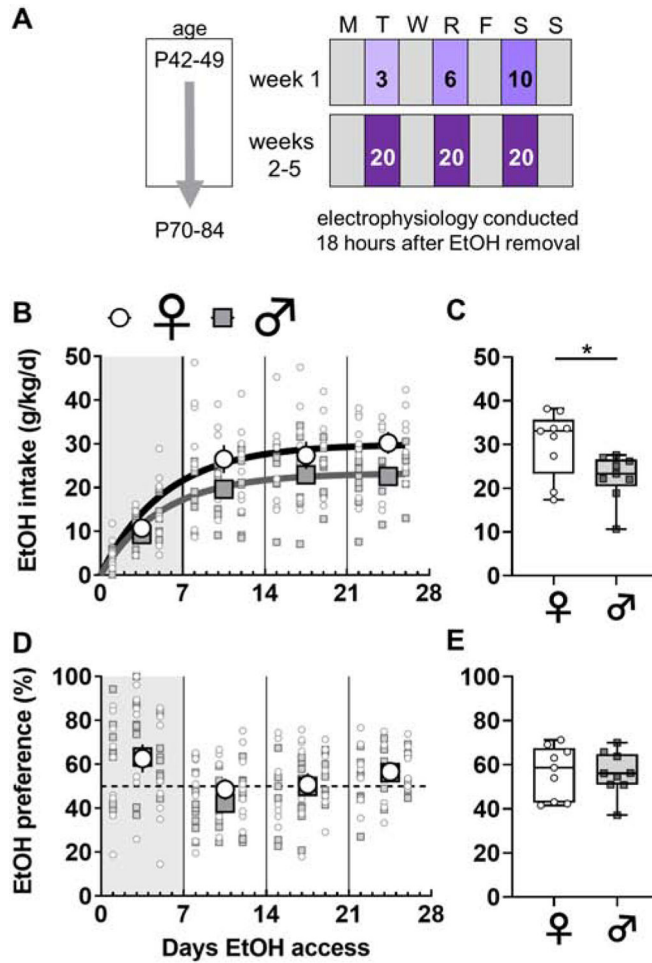 A
age
P42-49
P70-84
M T W R F S S
week 1
3 6 10
weeks
2-5
20 20 20
electrophysiology conducted
18 hours after EtOH removal
B
♀ ♂
EtOH intake (g/kg/d)
50
40
30
20
10
0
0 7 14 21 28
C
*
50
40
30
20
10
0
♀ ♂
D
EtOH preference (%)
100
80
60
40
20
0
0 7 14 21 28
Days EtOH access
E
100
80
60
40
20
0
♀ ♂